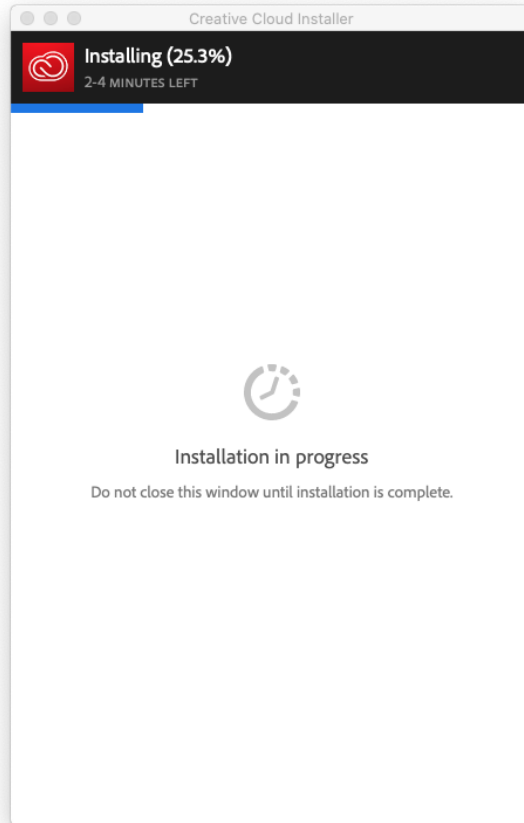 Creative Cloud Installer
Installing (25.3%)
2-4 MINUTES LEFT
Installation in progress
Do not close this window until installation is complete.